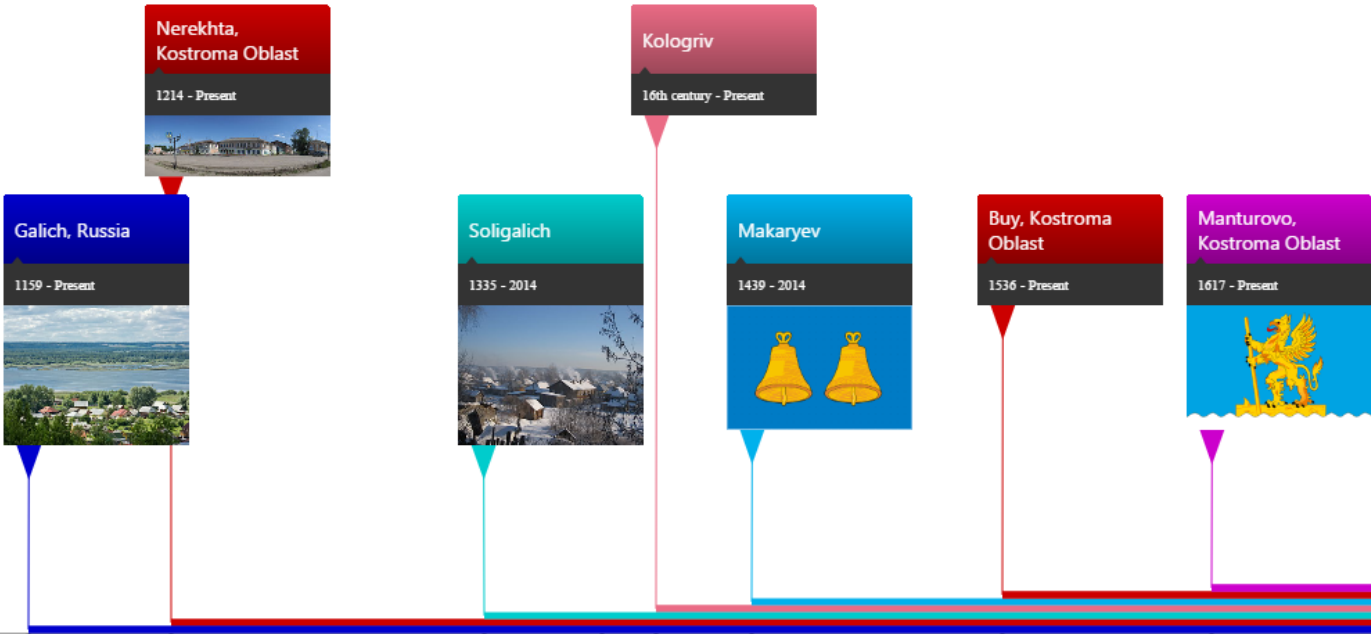 Nerekhta,
Kostroma Oblast
1214 - Present
Kologriv
16th century - Present
Galich, Russia
1159 - Present
Soligalich
1335 - 2014
Makaryev
1439 - 2014
Buy, Kostroma
Oblast
1536 - Present
Manturovo,
Kostroma Oblast
1617 - Present